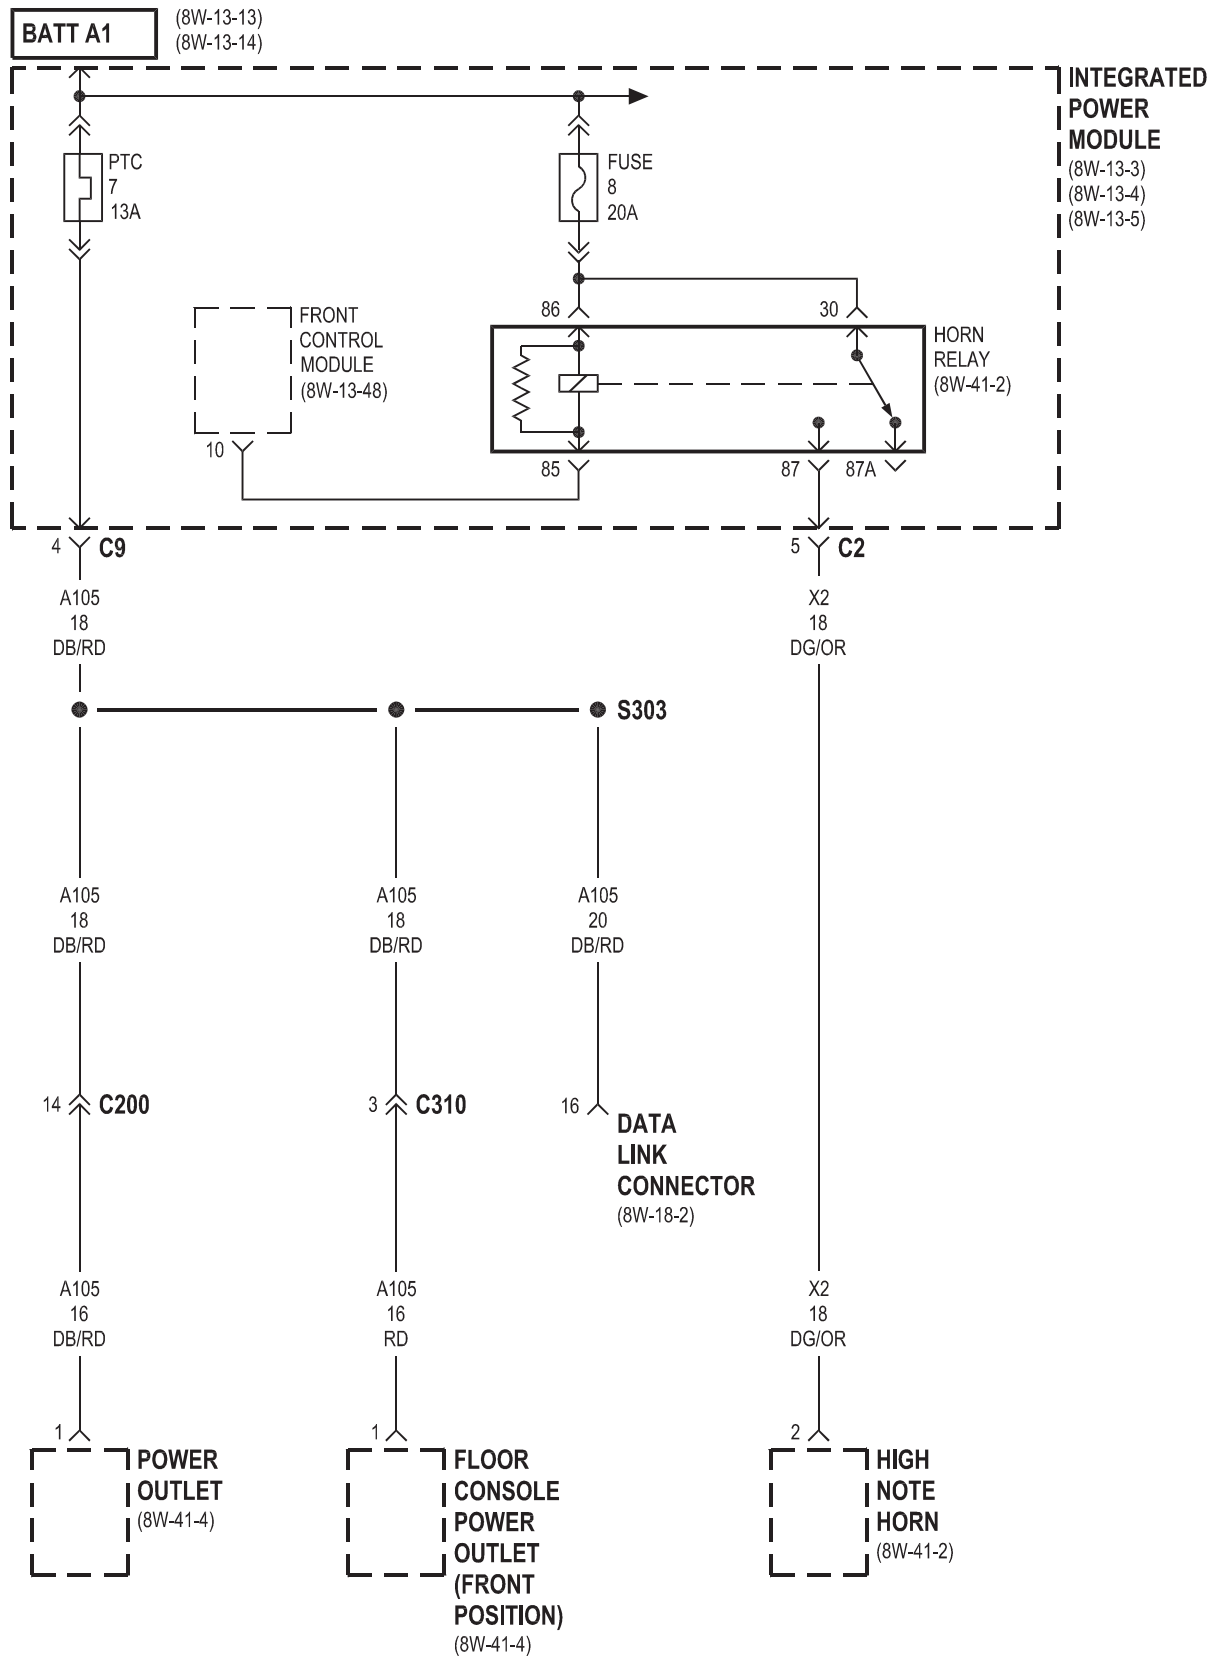 BATT A1
(8W-13-13)
(8W-13-14)
INTEGRATED
POWER
MODULE
(8W-13-3)
(8W-13-4)
(8W-13-5)
PTC
7
13A
FUSE
8
20A
FRONT
CONTROL
MODULE
(8W-13-48)
10
86
30
HORN
RELAY
(8W-41-2)
85
87
87A
4
C9
5
C2
A105
18
DB/RD
X2
18
DG/OR
S303
A105
18
DB/RD
A105
18
DB/RD
A105
20
DB/RD
14
C200
3
C310
16
DATA
LINK
CONNECTOR
(8W-18-2)
A105
16
DB/RD
A105
16
RD
X2
18
DG/OR
1
POWER
OUTLET
(8W-41-4)
1
FLOOR
CONSOLE
POWER
OUTLET
(FRONT
POSITION)
(8W-41-4)
2
HIGH
NOTE
HORN
(8W-41-2)